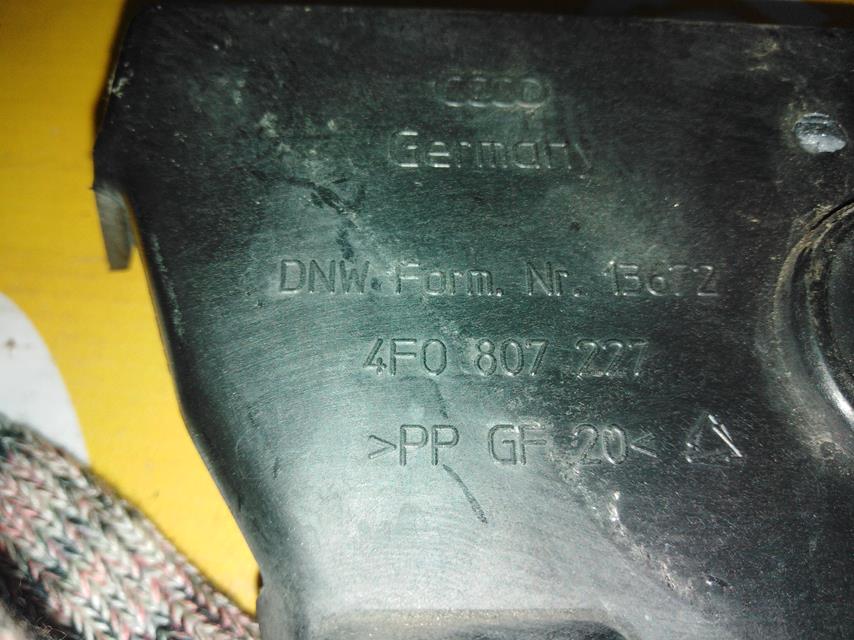 Germany
DNW. Form. Nr. 13672
4F0 807 227
>PP GF 20<